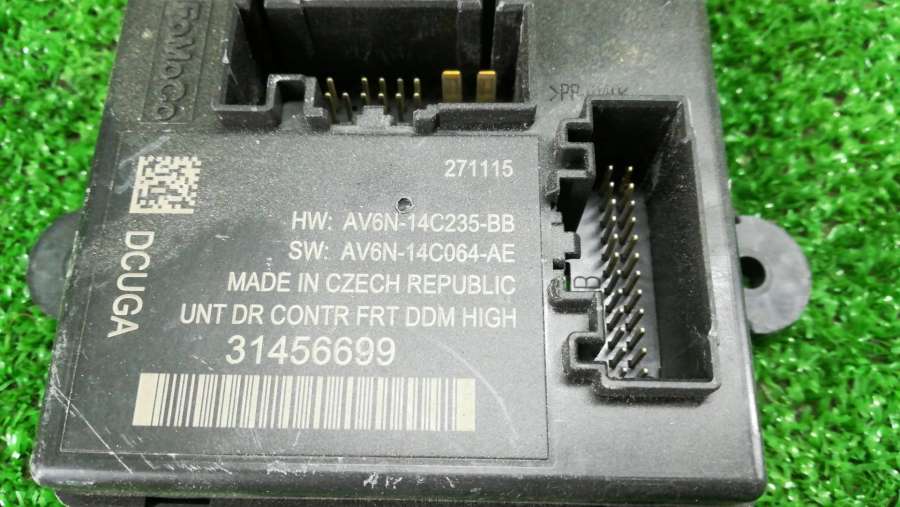 FoMoCo
271115
HW: AV6N-14C235-BB
SW: AV6N-14C064-AE
MADE IN CZECH REPUBLIC
UNT DR CONTR FRT DDM HIGH
31456699
DCUGA
B